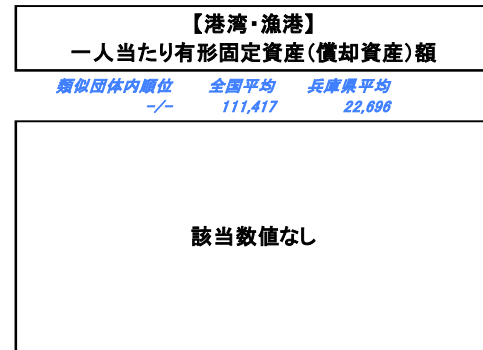 【港湾・漁港】
一人当たり有形固定資産（償却資産）額
類似団体内順位 全国平均 兵庫県平均
-/- 111,417 22,696
該当数値なし